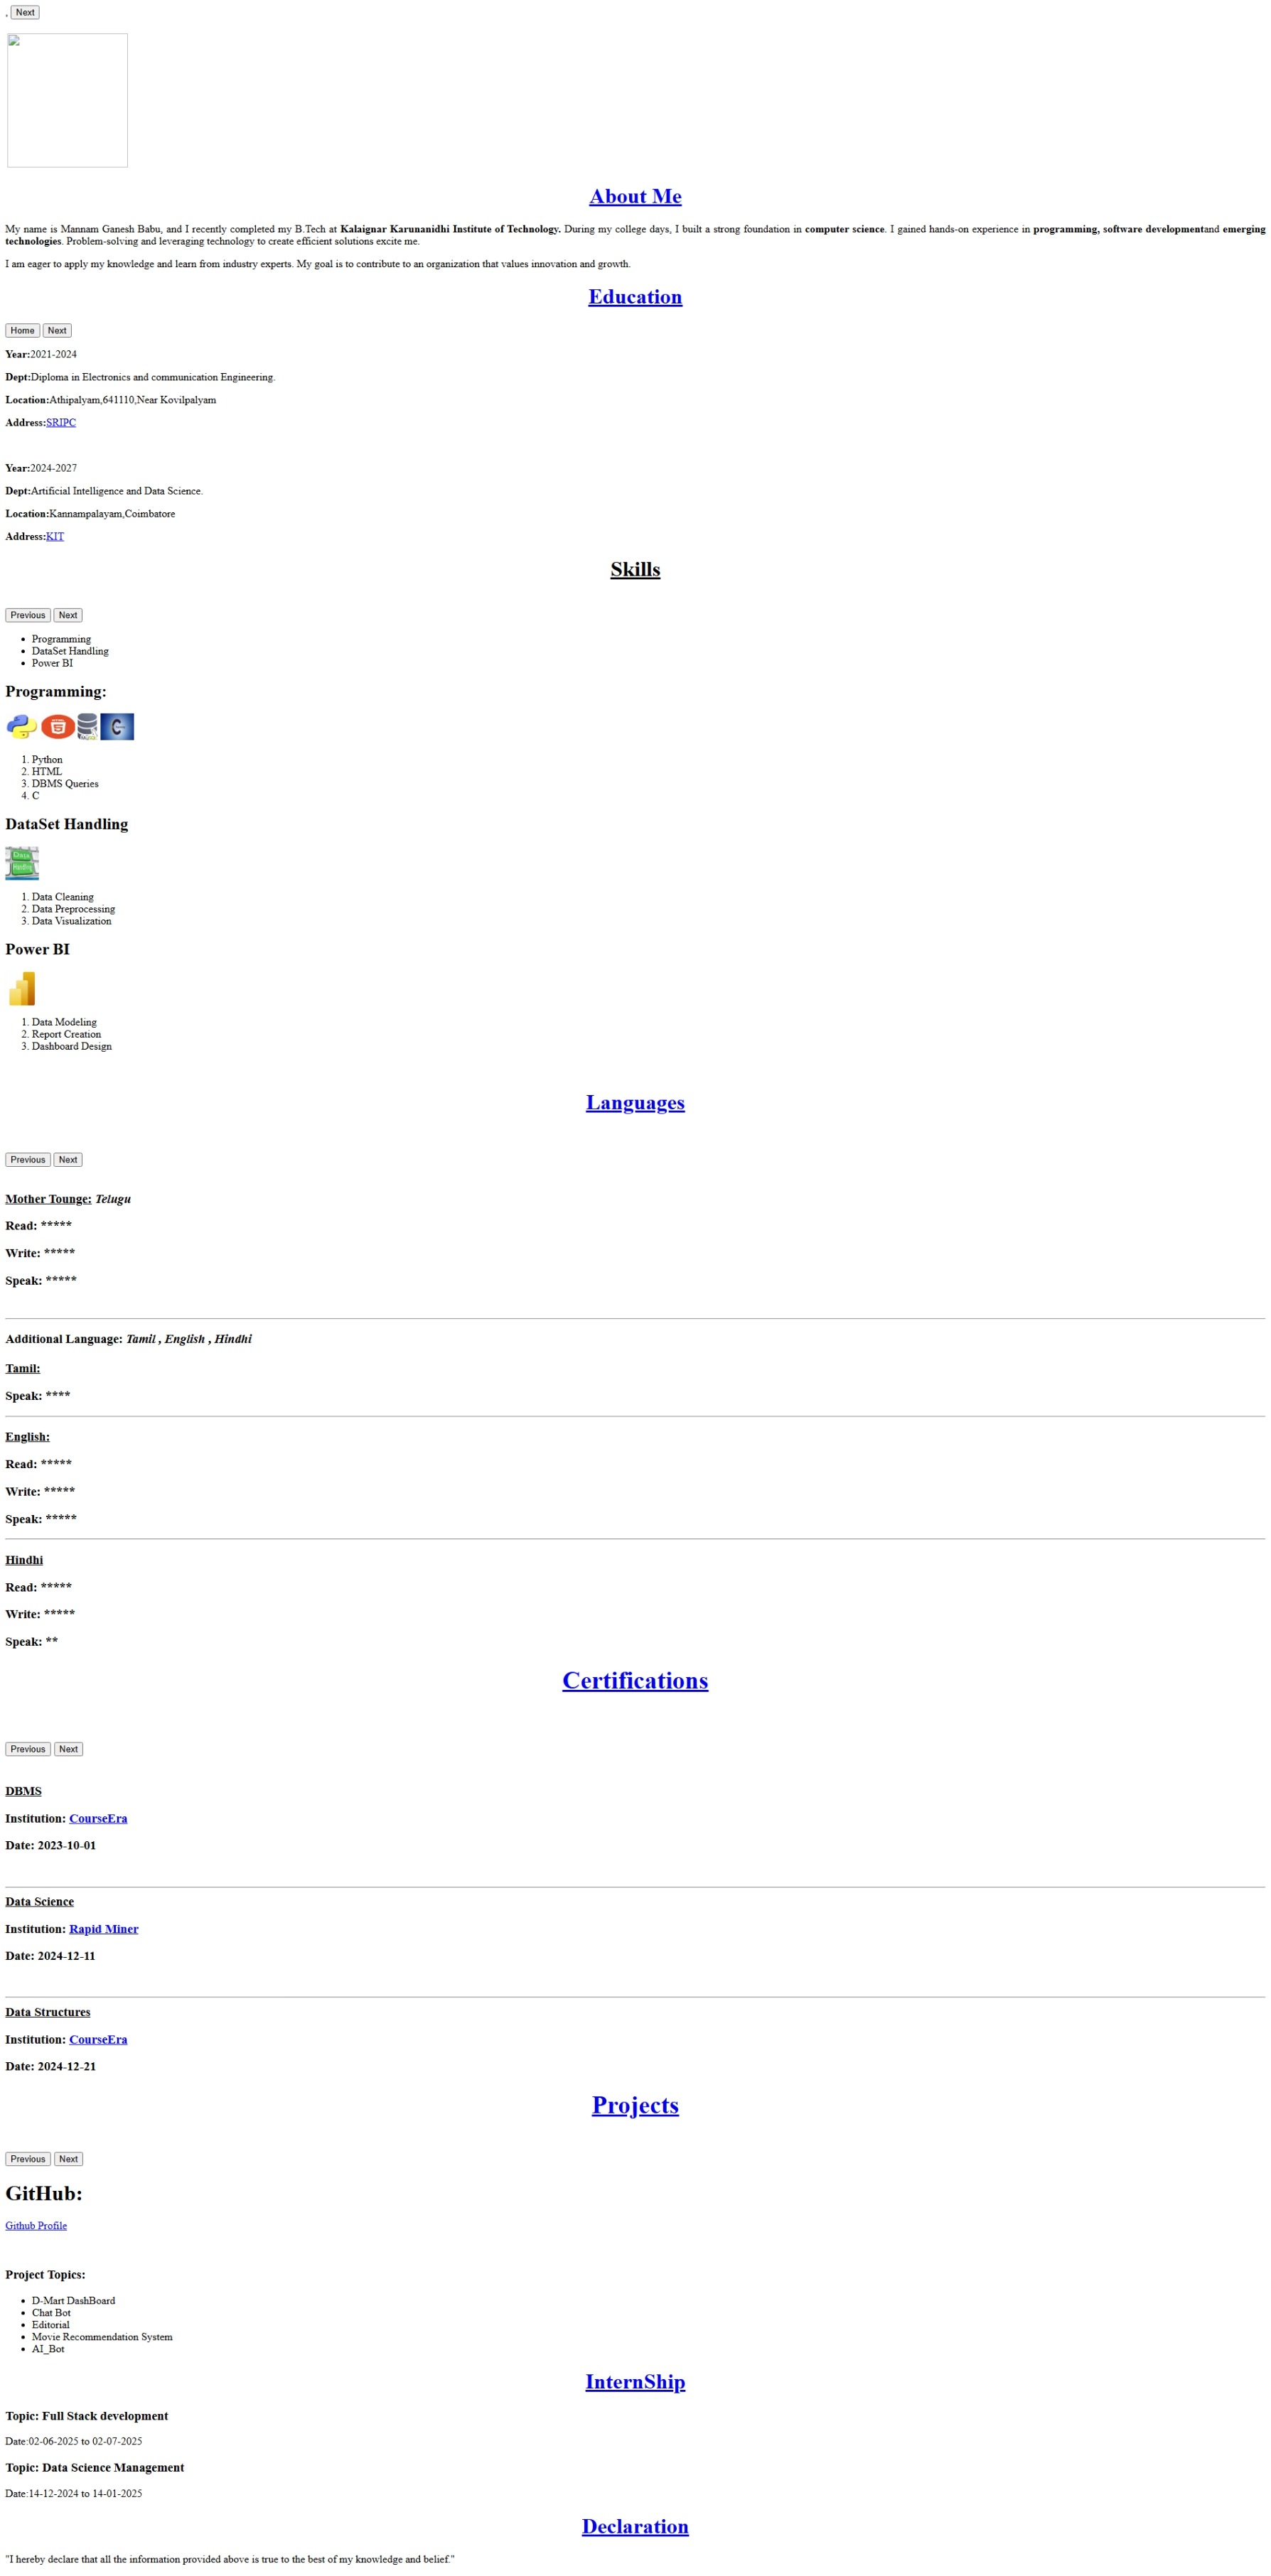 , Next
About Me
My name is Mannam Ganesh Babu, and I recently completed my B.Tech at Kalaignar Karunanidhi Institute of Technology. During my college days, I built a strong foundation in computer science. I gained hands-on experience in programming, software developmentand emerging
technologies. Problem-solving and leveraging technology to create efficient solutions excite me.
I am eager to apply my knowledge and learn from industry experts. My goal is to contribute to an organization that values innovation and growth.
Education
Home Next
Year:2021-2024
Dept:Diploma in Electronics and communication Engineering.
Location:Athipalyam,641110,Near Kovilpalyam
Address:SRIPC
Year:2024-2027
Dept:Artificial Intelligence and Data Science.
Location:Kannampalayam,Coimbatore
Address:KIT
Skills
Previous Next
• Programming
• DataSet Handling
• Power BI
Programming:
1. Python
2. HTML
3. DBMS Queries
4. C
DataSet Handling
1. Data Cleaning
2. Data Preprocessing
3. Data Visualization
Power BI
1. Data Modeling
2. Report Creation
3. Dashboard Design
Languages
Previous Next
Mother Tounge: Telugu
Read: *****
Write: *****
Speak: *****
Additional Language: Tamil , English , Hindhi
Tamil:
Speak: ****
English:
Read: *****
Write: *****
Speak: *****
Hindhi
Read: *****
Write: *****
Speak: **
Certifications
Previous Next
DBMS
Institution: CourseEra
Date: 2023-10-01
Data Science
Institution: Rapid Miner
Date: 2024-12-11
Data Structures
Institution: CourseEra
Date: 2024-12-21
Projects
Previous Next
GitHub:
Github Profile
Project Topics:
• D-Mart DashBoard
• Chat Bot
• Editorial
• Movie Recommendation System
• AI_Bot
InternShip
Topic: Full Stack development
Date:02-06-2025 to 02-07-2025
Topic: Data Science Management
Date:14-12-2024 to 14-01-2025
Declaration
"I hereby declare that all the information provided above is true to the best of my knowledge and belief."